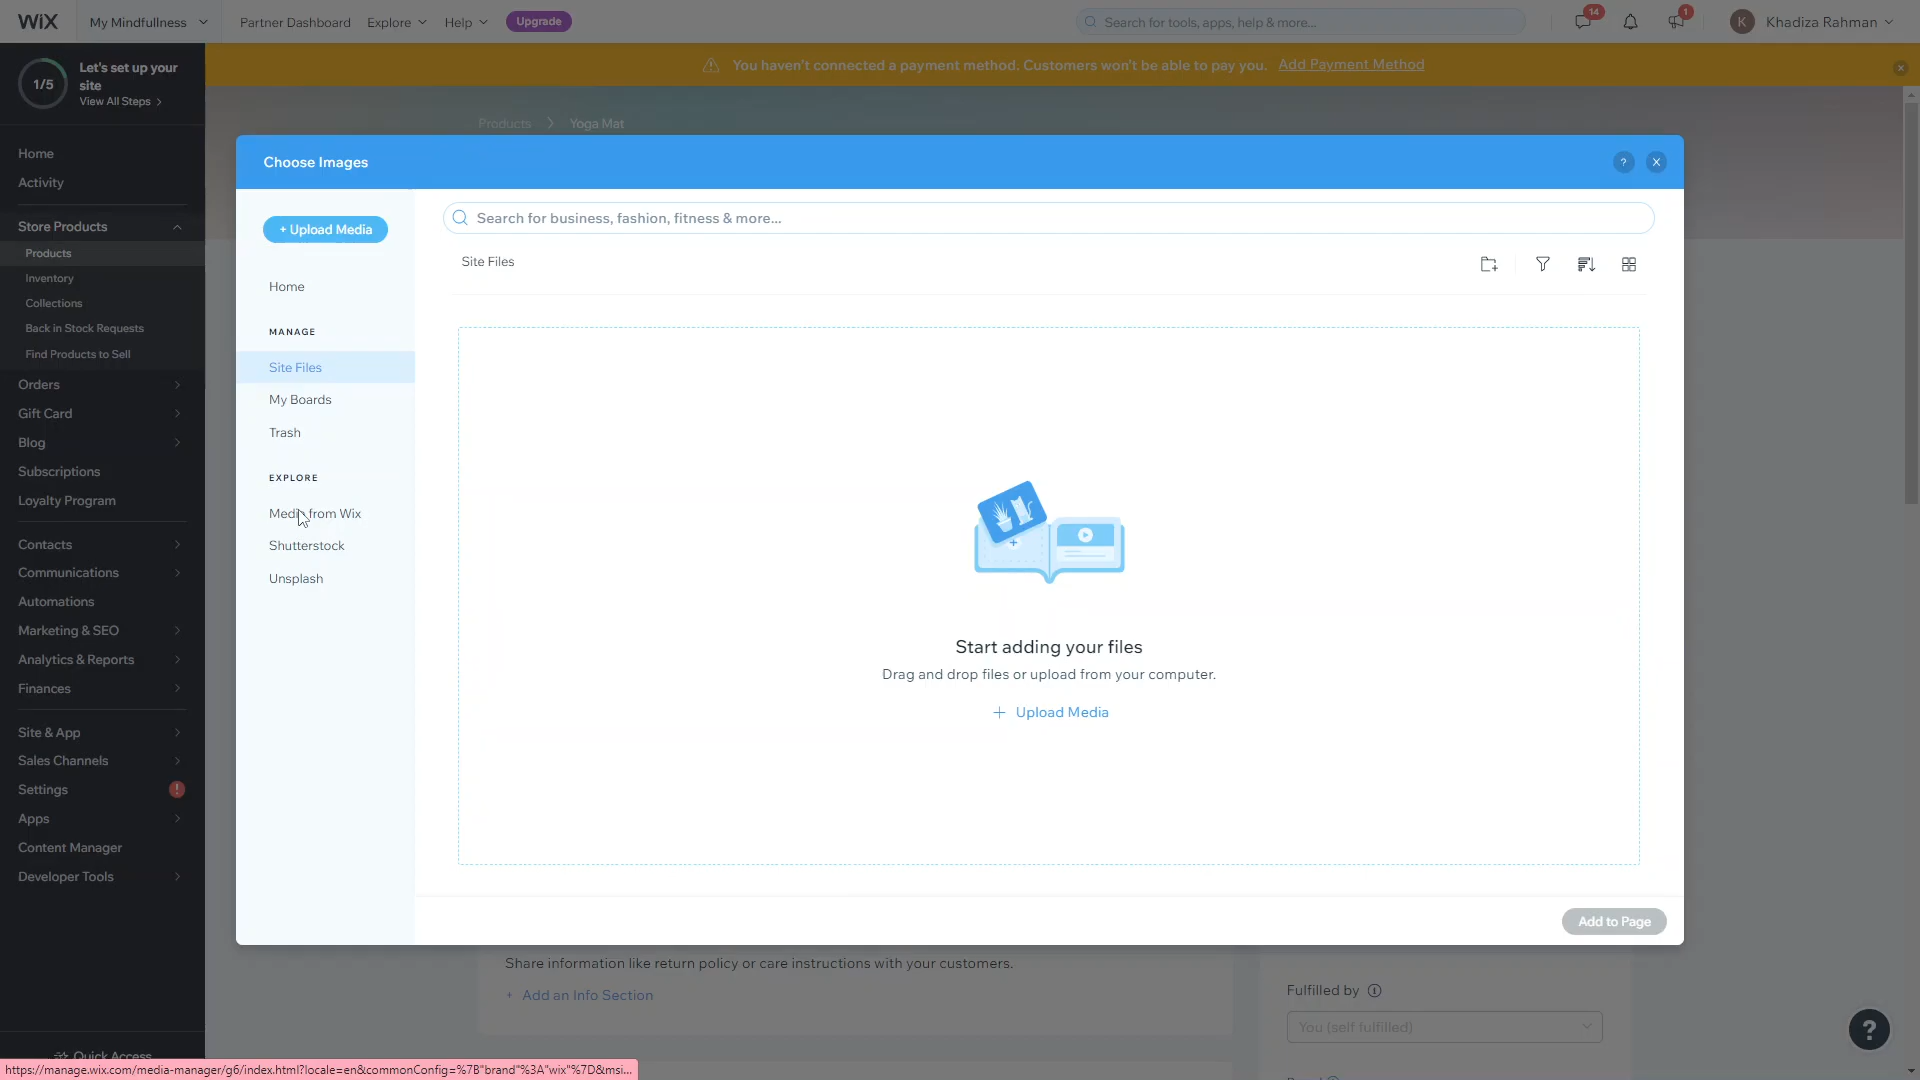 WiX
My Mindfullness
Partner Dashboard
Explore
Help
Upgrade
Search for tools, apps, help & more...
14
1
K
Khadiza Rahman
1/5
Let's set up your
site
View All Steps
You haven't connected a payment method. Customers won't be able to pay you. Add Payment Method
Products
Yoga Mat
Home
Activity
Store Products
Products
Inventory
Collections
Back in Stock Requests
Find Products to Sell
Orders
Gift Card
Blog
Subscriptions
Loyalty Program
Contacts
Communications
Automations
Marketing & SEO
Analytics & Reports
Finances
Site & App
Sales Channels
Settings
!
Apps
Content Manager
Developer Tools
Quick Access
Choose Images
?
+ Upload Media
Home
MANAGE
Site Files
My Boards
Trash
EXPLORE
Media from Wix
Shutterstock
Unsplash
Search for business, fashion, fitness & more...
Site Files
Start adding your files
Drag and drop files or upload from your computer.
+ Upload Media
Add to Page
Share information like return policy or care instructions with your customers.
+ Add an Info Section
Fulfilled by
You (self fulfilled)
?
https://manage.wix.com/media-manager/g6/index.html?locale=en&commonConfig=%7B"brand"%3A"wix"%7D&msi...